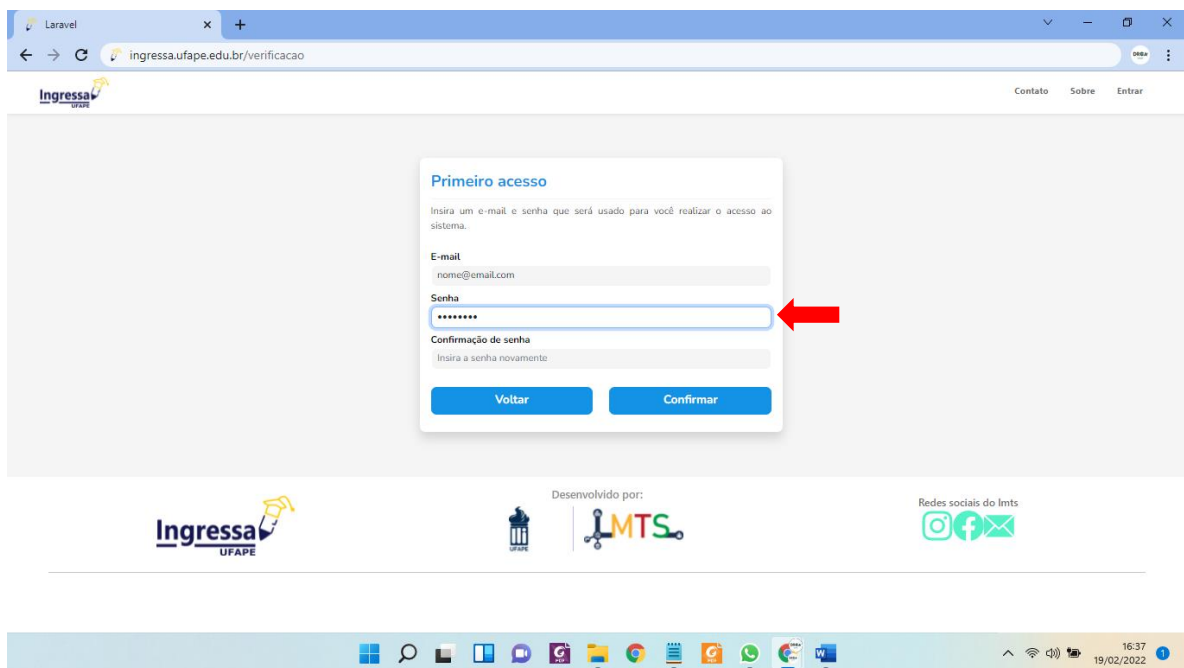 Laravel
ingressa.ufape.edu.br/verificacao
Ingressa
UFAPE
Contato Sobre Entrar
Primeiro acesso
Insira um e-mail e senha que será usado para você realizar o acesso ao
sistema.
E-mail
nome@email.com
Senha
••••••••
Confirmação de senha
Insira a senha novamente
Voltar Confirmar
Ingressa
UFAPE
Desenvolvido por:
UFAPE
LMTS
Redes sociais do lmts
16:37
19/02/2022
1